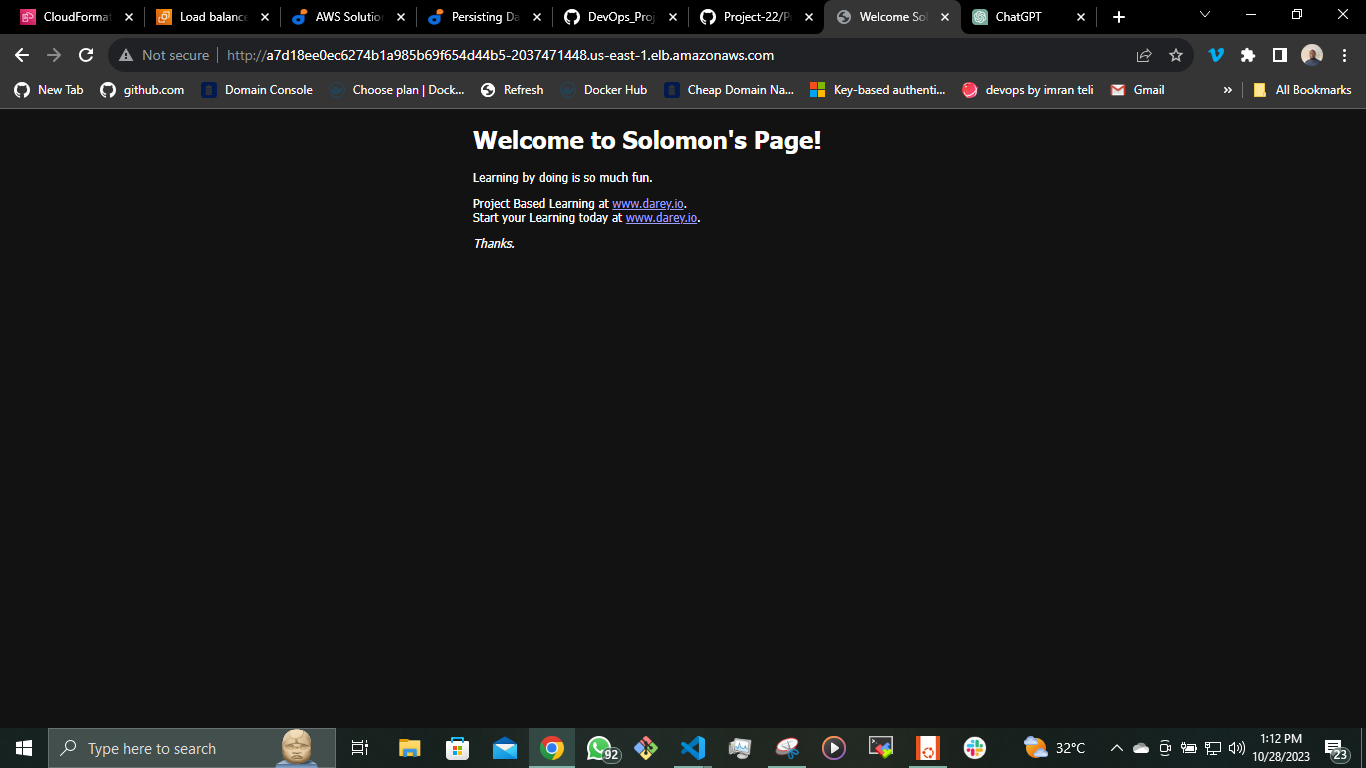 CloudFormat
Load balance
AWS Solution
Persisting Da
DevOps_Proj
Project-22/P
Welcome Sol
ChatGPT
Not secure
http://a7d18ee0ec6274b1a985b69f654d44b5-2037471448.us-east-1.elb.amazonaws.com
New Tab
github.com
Domain Console
Choose plan | Dock...
Refresh
Docker Hub
Cheap Domain Na...
Key-based authenti...
devops by imran teli
Gmail
»
All Bookmarks
Welcome to Solomon's Page!
Learning by doing is so much fun.
Project Based Learning at www.darey.io.
Start your Learning today at www.darey.io.
Thanks.
Type here to search
92
32°C
1:12 PM
10/28/2023
23